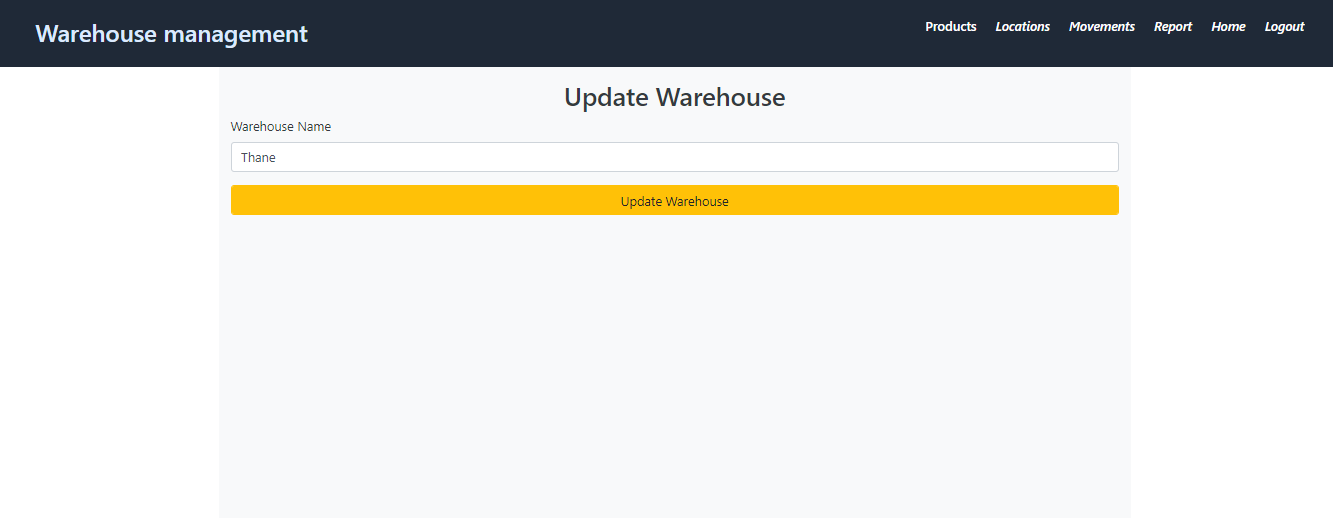 Warehouse management
Products Locations Movements Report Home Logout
Update Warehouse
Warehouse Name
Thane
Update Warehouse